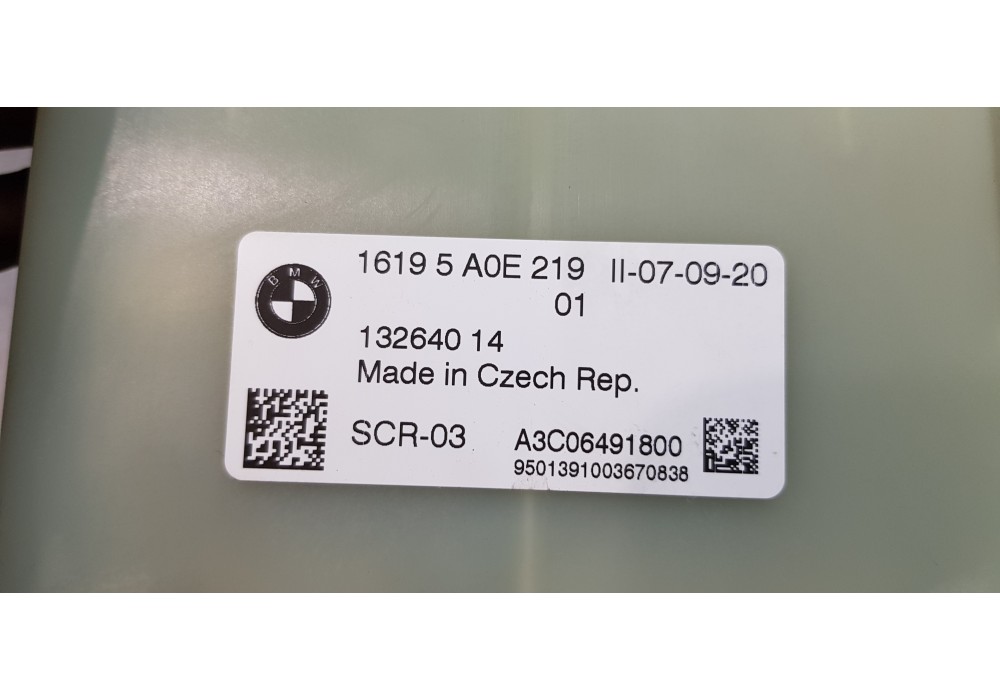 BMW
1619 5 A0E 219 II-07-09-20
01
132640 14
Made in Czech Rep.
SCR-03 A3C06491800
9501391003670838